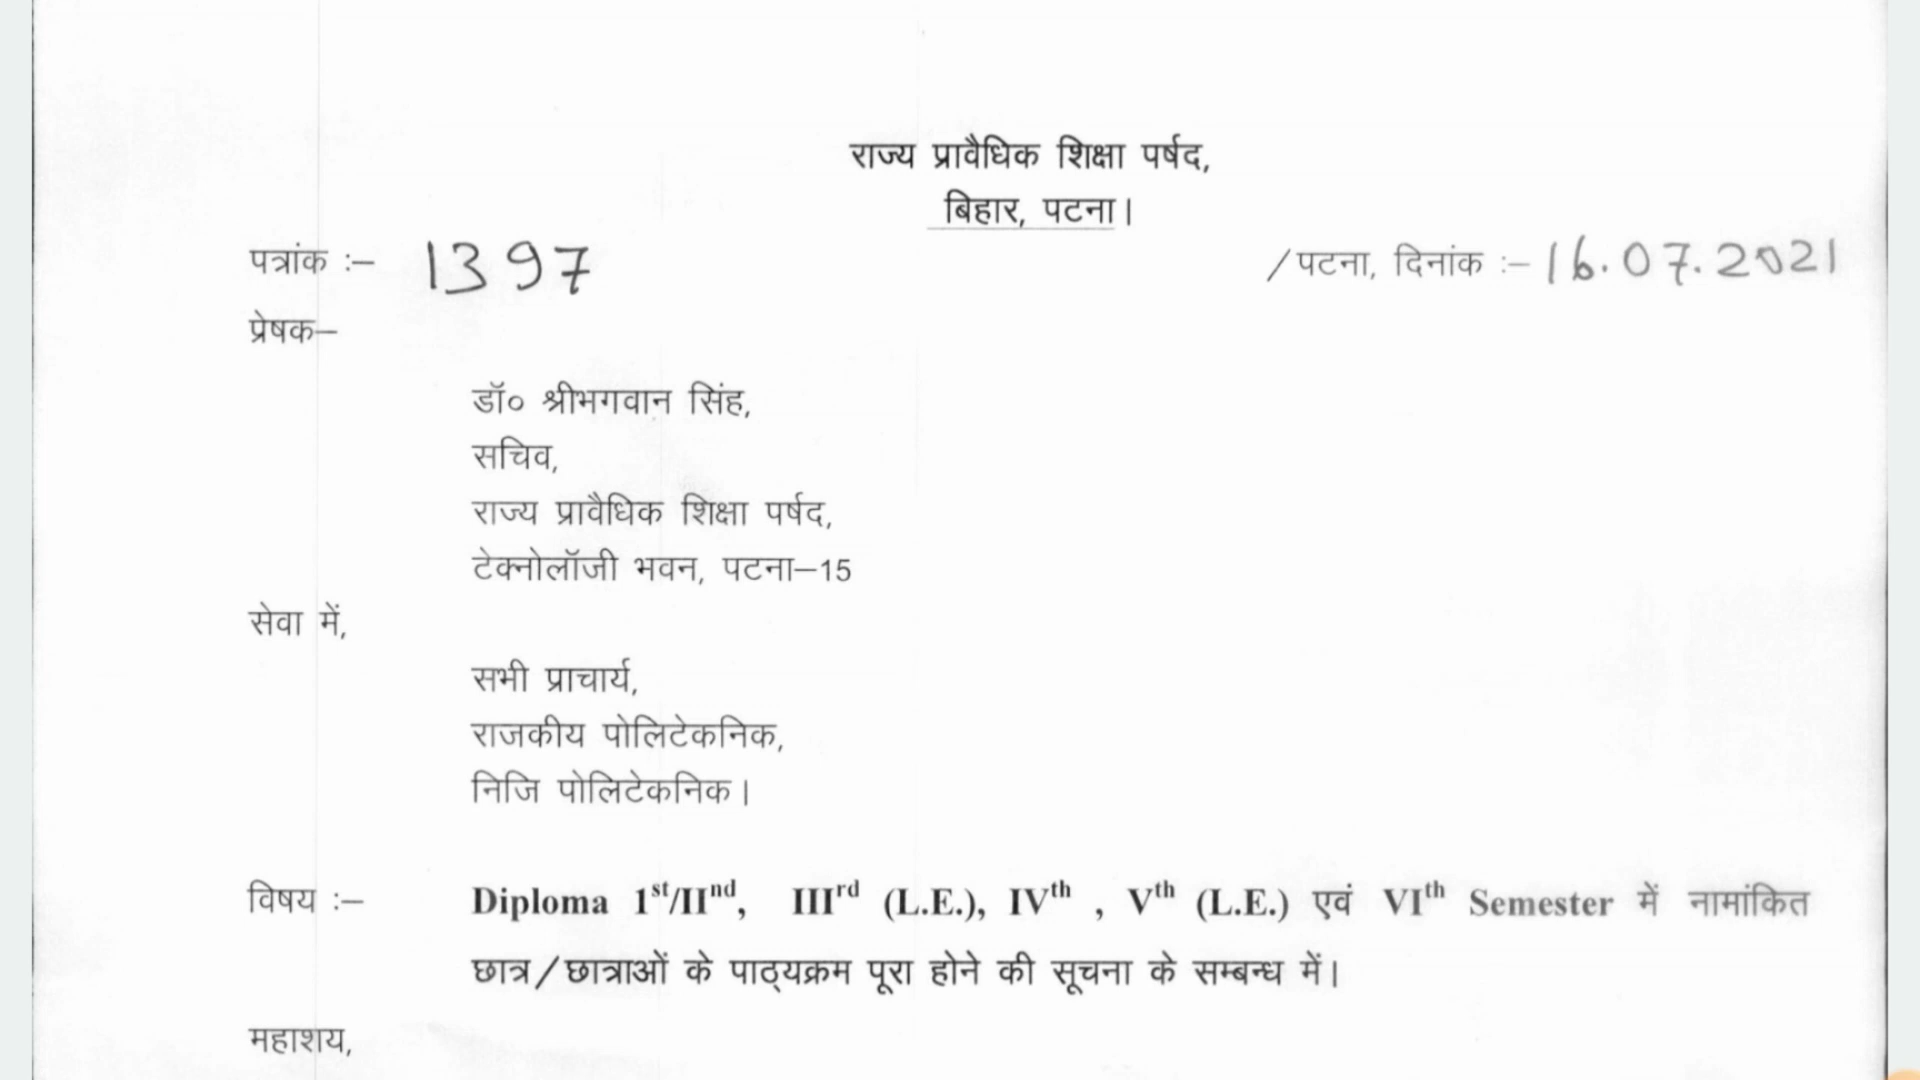 राज्य प्रावैधिक शिक्षा पर्षद,
बिहार, पटना।
पत्रांक :– 1397 /पटना, दिनांक :– 16.07.2021
प्रेषक–
डॉ० श्रीभगवान सिंह,
सचिव,
राज्य प्रावैधिक शिक्षा पर्षद,
टेक्नोलॉजी भवन, पटना–15
सेवा में,
सभी प्राचार्य,
राजकीय पोलिटेकनिक,
निजि पोलिटेकनिक।
विषय :– Diploma 1st/IInd, IIIrd (L.E.), IVth , Vth (L.E.) एवं VIth Semester में नामांकित
छात्र/छात्राओं के पाठ्यक्रम पूरा होने की सूचना के सम्बन्ध में।
महाशय,